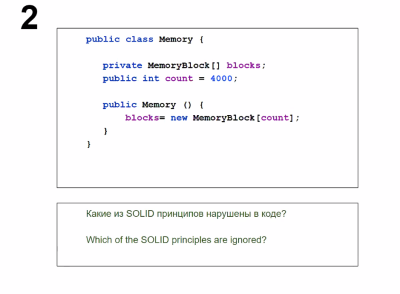 2
public class Memory {
private MemoryBlock[] blocks;
public int count = 4000;
public Memory () {
blocks= new MemoryBlock[count];
}
}
Какие из SOLID принципов нарушены в коде?
Which of the SOLID principles are ignored?